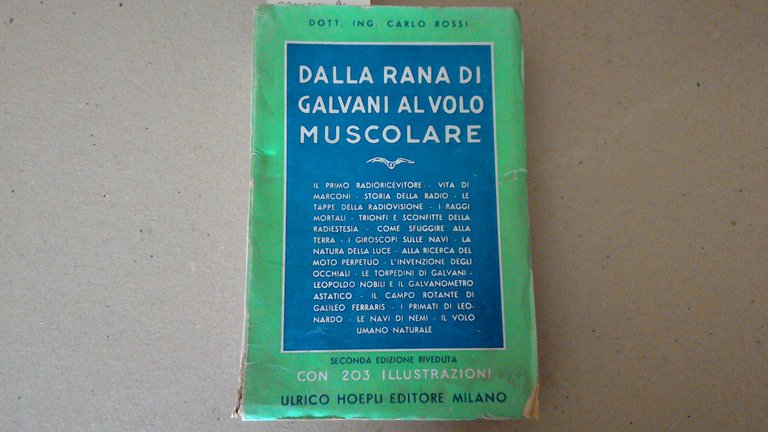 DOTT. ING. CARLO ROSSI
DALLA RANA DI
GALVANI AL VOLO
MUSCOLARE
IL PRIMO RADIORICEVITORE - VITA DI
MARCONI - STORIA DELLA RADIO - LE
TAPPE DELLA RADIOVISIONE - I RAGGI
MORTALI - TRIONFI E SCONFITTE DELLA
RADIESTESIA - COME SFUGGIRE ALLA
TERRA - I GIROSCOPI SULLE NAVI - LA
NATURA DELLA LUCE - ALLA RICERCA DEL
MOTO PERPETUO - L'INVENZIONE DEGLI
OCCHIALI - LE TORPEDINI DI GALVANI -
LEOPOLDO NOBILI E IL GALVANOMETRO
ASTATICO - IL CAMPO ROTANTE DI
GALILEO FERRARIS - I PRIMATI DI LEO-
NARDO - LE NAVI DI NEMI - IL VOLO
UMANO NATURALE
SECONDA EDIZIONE RIVEDUTA
CON 203 ILLUSTRAZIONI
ULRICO HOEPLI EDITORE MILANO